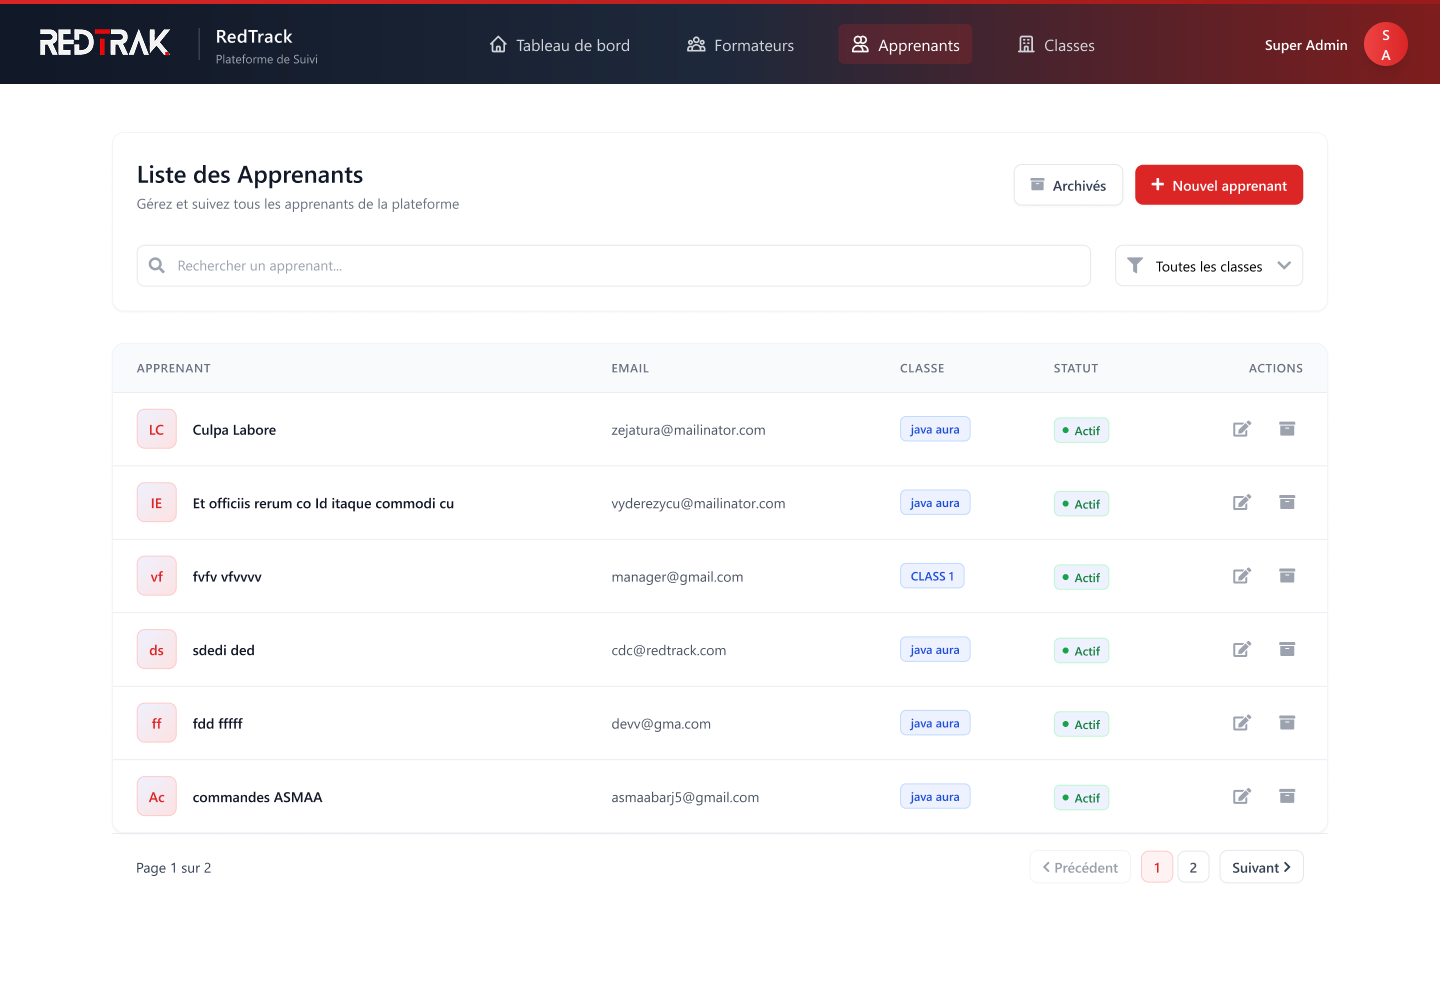 REDTRAK
RedTrack
Plateforme de Suivi
Tableau de bord
Formateurs
Apprenants
Classes
Super Admin
S
A
Liste des Apprenants
Gérez et suivez tous les apprenants de la plateforme
Archivés
+ Nouvel apprenant
Rechercher un apprenant...
Toutes les classes
APPRENANT EMAIL CLASSE STATUT ACTIONS
LC Culpa Labore zejatura@mailinator.com java aura Actif
IE Et officiis rerum co Id itaque commodi cu vyderezycu@mailinator.com java aura Actif
vf fvfv vfvvvv manager@gmail.com CLASS 1 Actif
ds sdedi ded cdc@redtrack.com java aura Actif
ff fdd fffff devv@gma.com java aura Actif
Ac commandes ASMAA asmaabarj5@gmail.com java aura Actif
Page 1 sur 2
Précédent 1 2 Suivant